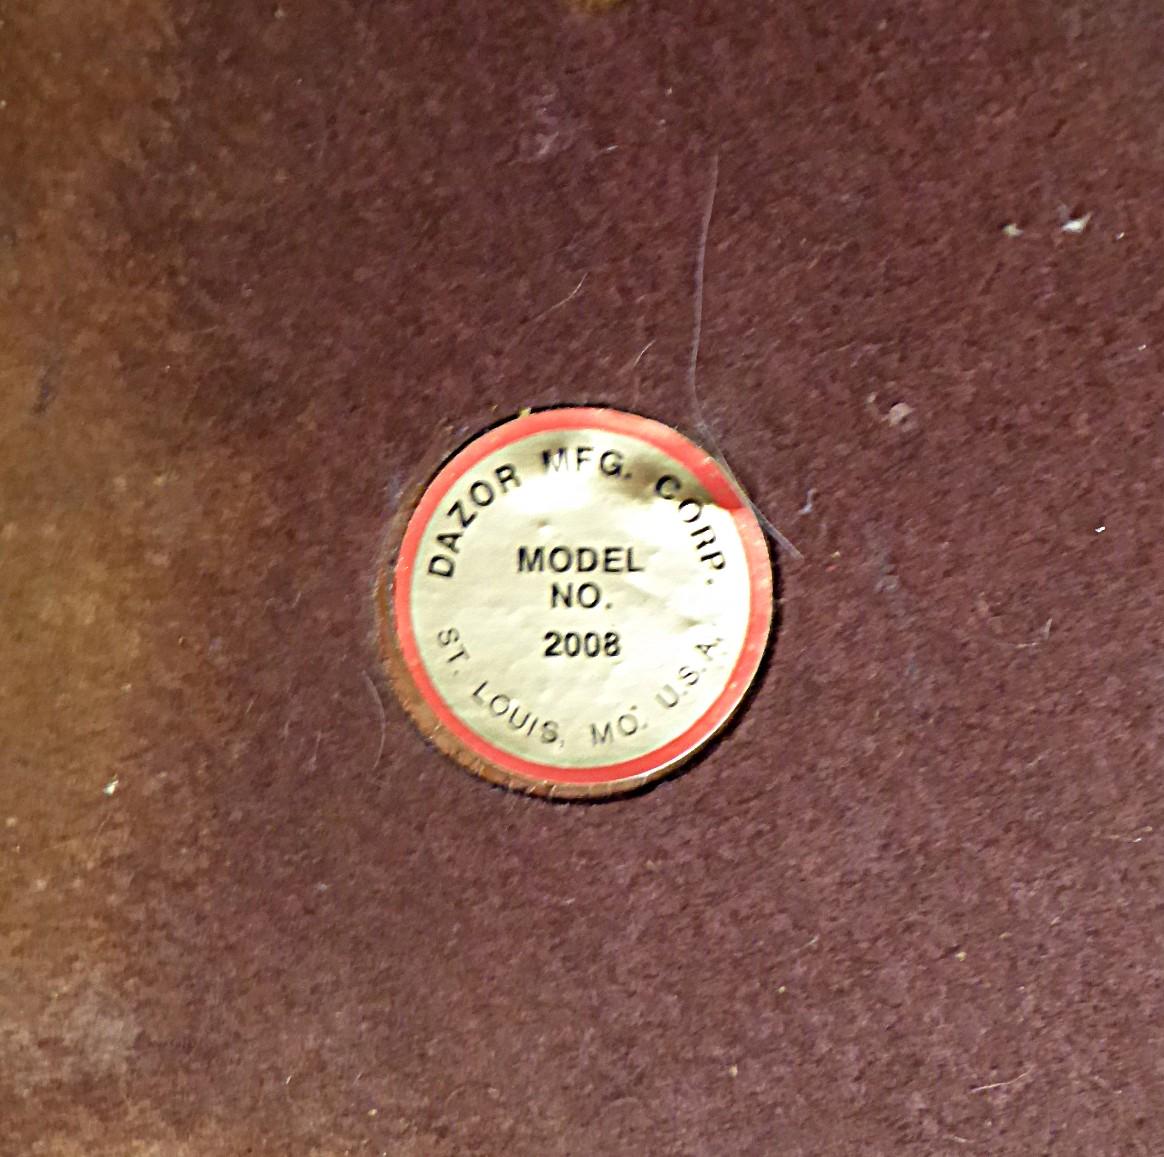 DAZOR MFG. CORP.
MODEL
NO.
2008
ST. LOUIS, MO. U.S.A.